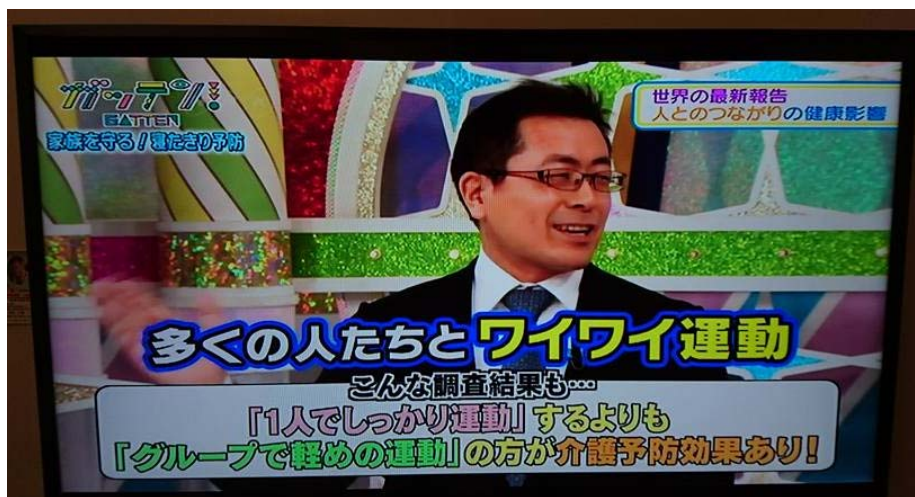 ガッテン!
GATTEN
家族を守る!寝たきり予防
世界の最新報告
人とのつながりの健康影響
多くの人たちとワイワイ運動
こんな調査結果も…
「1人でしっかり運動」するよりも
「グループで軽めの運動」の方が介護予防効果あり!